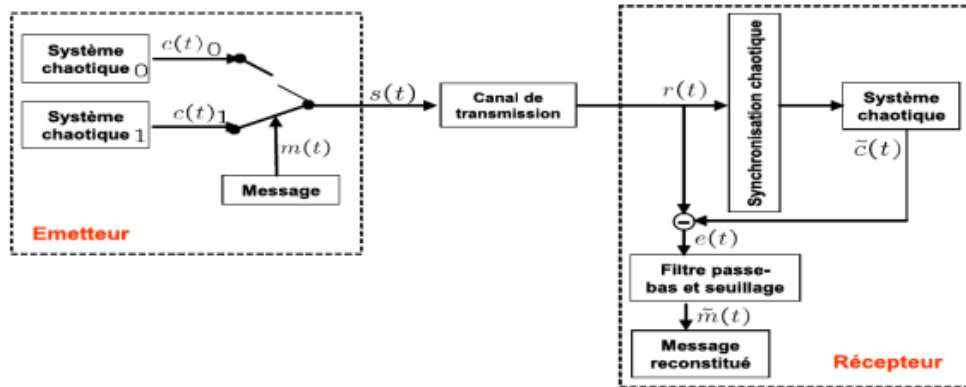 Système
chaotique 0
c(t)0
Système
chaotique 1
c(t)1
m(t)
Message
Emetteur
s(t)
Canal de
transmission
r(t)
Synchronisation chaotique
Système
chaotique
c̃(t)
−
e(t)
Filtre passe-
bas et seuillage
m̃(t)
Message
reconstitué
Récepteur